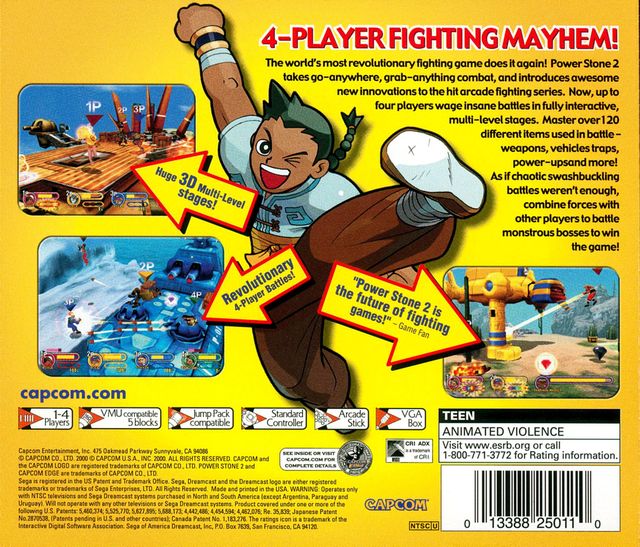 4-PLAYER FIGHTING MAYHEM!
The world's most revolutionary fighting game does it again! Power Stone 2
takes go-anywhere, grab-anything combat, and introduces awesome
new innovations to the hit arcade fighting series. Now, up to
four players wage insane battles in fully interactive,
multi-level stages. Master over 120
different items used in battle -
weapons, vehicles traps,
power-upsand more!
As if chaotic swashbuckling
battles weren't enough,
combine forces with
other players to battle
monstrous bosses to win
the game!
1P
2P 3P
Huge 3D Multi-Level
stages!
2P
3P
4P
Revolutionary
4-Player Battles!
"Power Stone 2 is
the future of fighting
games!" - Game Fan
capcom.com
1-4
Players
VMU compatible
5 blocks
Jump Pack
compatible
Standard
Controller
Arcade
Stick
VGA
Box
TEEN
ANIMATED VIOLENCE
Visit www.esrb.org or call
1-800-771-3772 for Rating information.
Capcom Entertainment, Inc. 475 Oakmead Parkway Sunnyvale, CA 94086
© CAPCOM CO., LTD. 2000 © CAPCOM U.S.A., INC. 2000. ALL RIGHTS RESERVED. CAPCOM and
the CAPCOM LOGO are registered trademarks of CAPCOM CO., LTD. POWER STONE 2 and
CAPCOM EDGE are trademarks of CAPCOM CO., LTD.
Sega is registered in the US Patent and Trademark Office. Sega, Dreamcast and the Dreamcast logo are either registered
trademarks or trademarks of Sega Enterprises, LTD. All Rights Reserved. Made and printed in the USA. WARNING: Operates only
with NTSC televisions and Sega Dreamcast systems purchased in North and South America (except Argentina, Paraguay and
Uruguay). Will not operate with any other televisions or Sega Dreamcast systems. Product covered under one or more of the
following U.S. Patents: 5,460,374; 5,525,770; 5,627,895; 5,688,173; 4,442,486; 4,454,594; 4,462,076; Re. 35,839; Japanese Patent
No. 2870538, (Patents pending in U.S. and other countries); Canada Patent No. 1,183,276. The ratings icon is a trademark of the
Interactive Digital Software Association. Sega of America Dreamcast, Inc, P.O. Box 7639, San Francisco, CA 94120.
SEE INSIDE OR VISIT
CAPCOM.COM FOR
COMPLETE DETAILS
CRI ADX
is a trademark
of CRI
CAPCOM
NTSC U
0 13388 25011 0